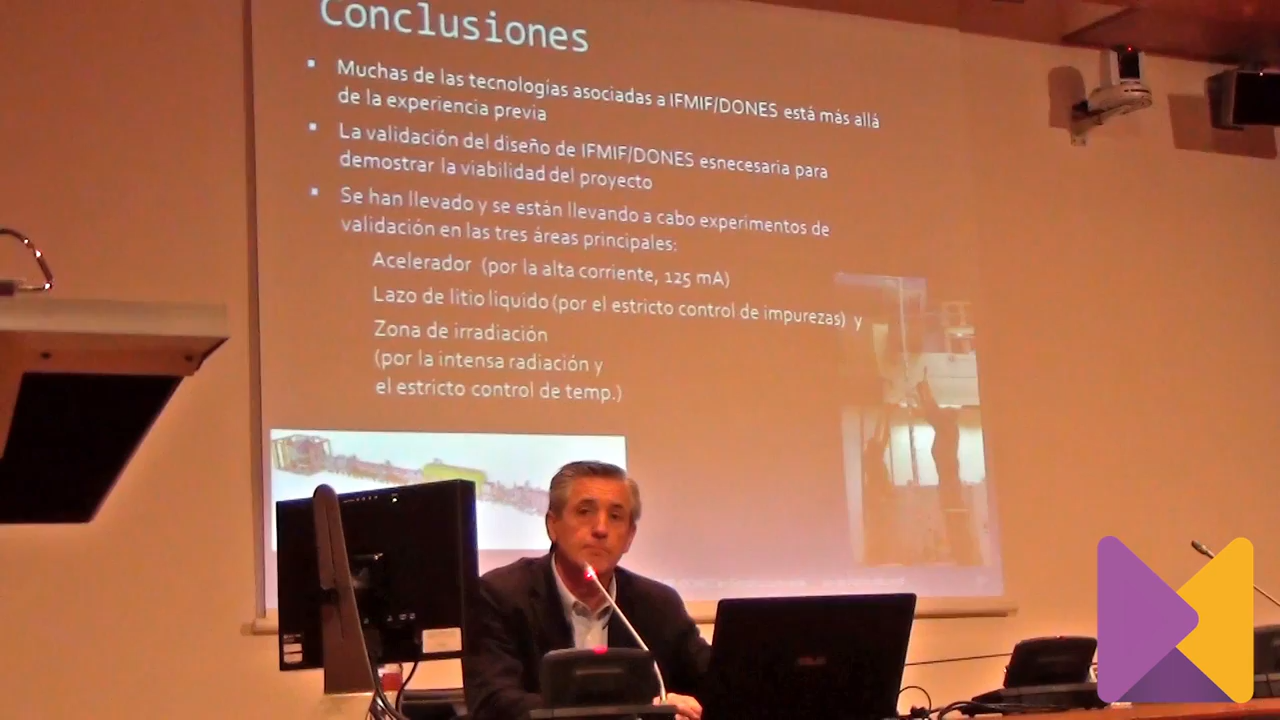 Conclusiones
Muchas de las tecnologías asociadas a IFMIF/DONES está más allá
de la experiencia previa
La validación del diseño de IFMIF/DONES esnecesaria para
demostrar la viabilidad del proyecto
Se han llevado y se están llevando a cabo experimentos de
validación en las tres áreas principales:
Acelerador (por la alta corriente, 125 mA)
Lazo de litio liquido (por el estricto control de impurezas) y
Zona de irradiación
(por la intensa radiación y
el estricto control de temp.)